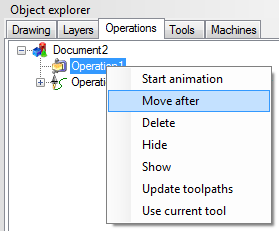 Object explorer
Drawing Layers Operations Tools Machines
Document2
Operation1
Operatio
Start animation
Move after
Delete
Hide
Show
Update toolpaths
Use current tool